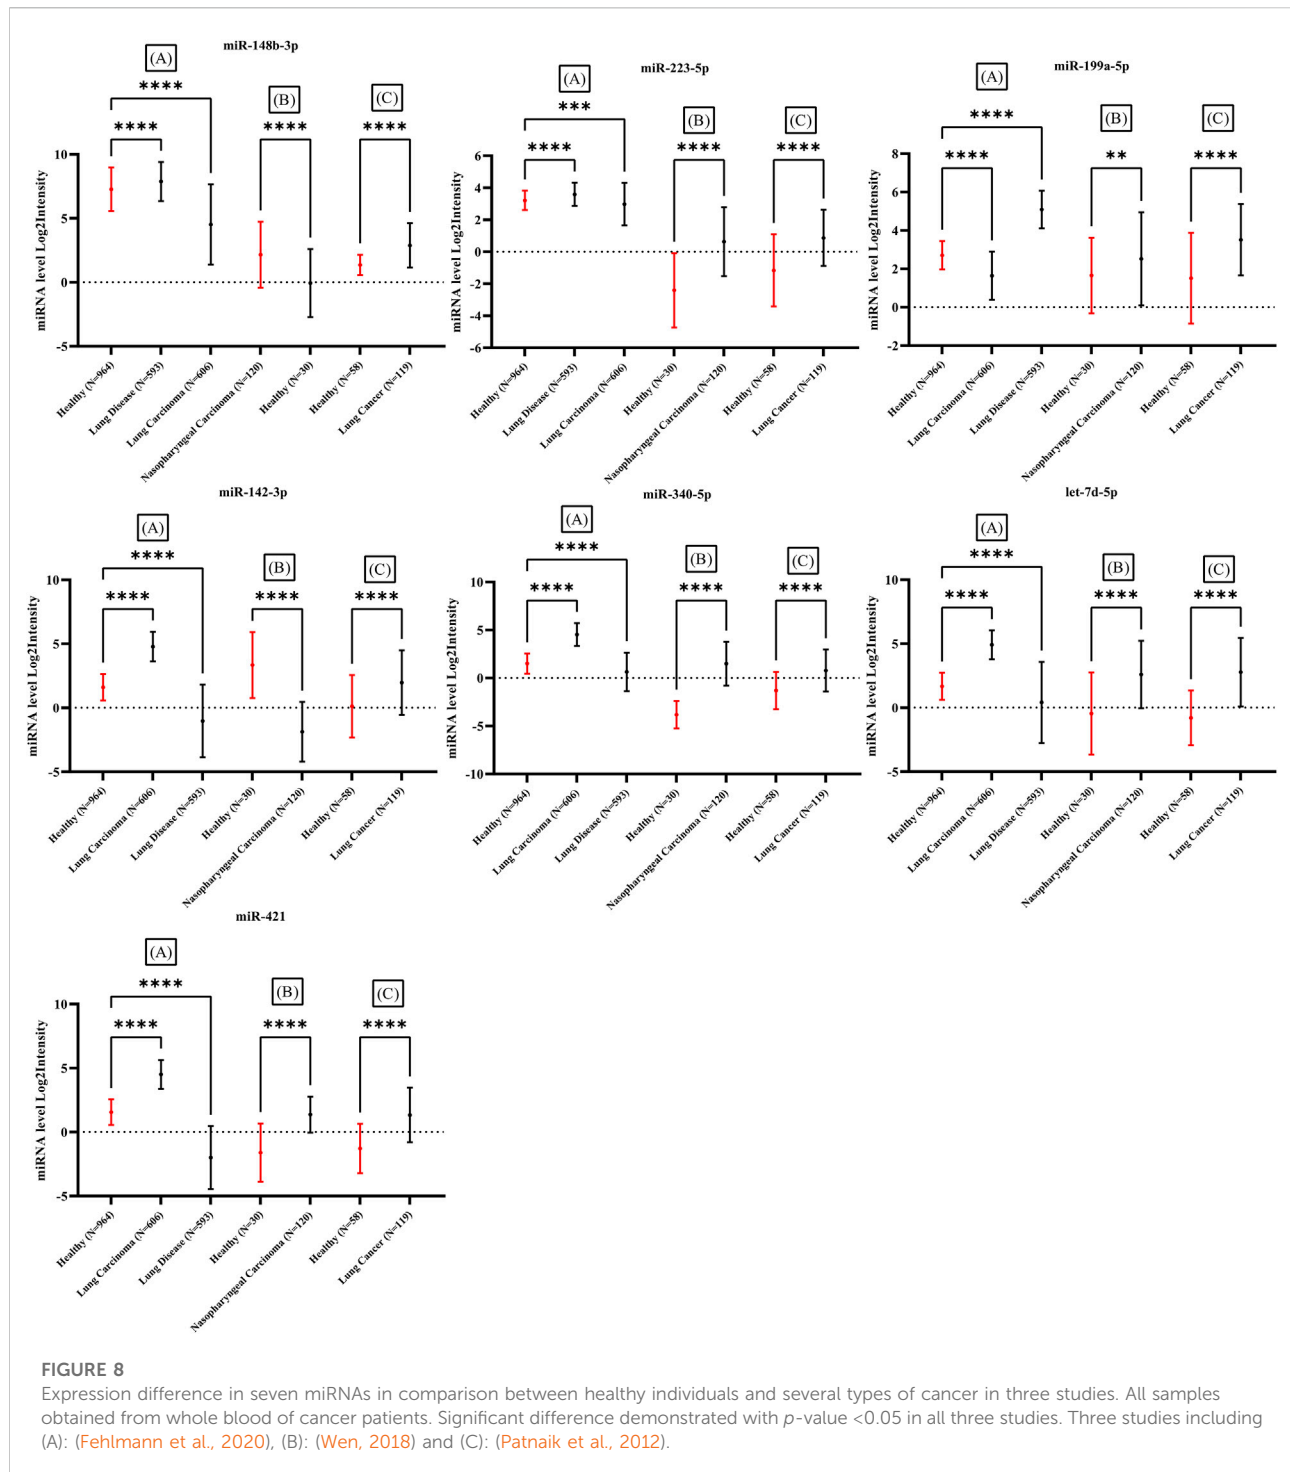 miR-148b-3p
(A)
****
****
(B)
****
(C)
****
miRNA level Log2Intensity
10
5
0
-5
Healthy (N=964)
Lung Disease (N=593)
Lung Carcinoma (N=606)
Nasopharyngeal Carcinoma (N=120)
Healthy (N=30)
Healthy (N=58)
Lung Cancer (N=119)
miR-223-5p
(A)
***
****
(B)
****
(C)
****
miRNA level Log2Intensity
6
4
2
0
-2
-4
-6
Healthy (N=964)
Lung Disease (N=593)
Lung Carcinoma (N=606)
Healthy (N=30)
Nasopharyngeal Carcinoma (N=120)
Healthy (N=58)
Lung Cancer (N=119)
miR-199a-5p
(A)
****
****
(B)
**
(C)
****
miRNA level Log2Intensity
8
6
4
2
0
-2
Healthy (N=964)
Lung Carcinoma (N=606)
Lung Disease (N=593)
Healthy (N=30)
Nasopharyngeal Carcinoma (N=120)
Healthy (N=58)
Lung Cancer (N=119)
miR-142-3p
(A)
****
****
(B)
****
(C)
****
miRNA level Log2Intensity
10
5
0
-5
Healthy (N=964)
Lung Carcinoma (N=606)
Lung Disease (N=593)
Healthy (N=30)
Nasopharyngeal Carcinoma (N=120)
Healthy (N=58)
Lung Cancer (N=119)
miR-340-5p
(A)
****
****
(B)
****
(C)
****
miRNA level Log2Intensity
10
5
0
-5
-10
Healthy (N=964)
Lung Carcinoma (N=606)
Lung Disease (N=593)
Healthy (N=30)
Nasopharyngeal Carcinoma (N=120)
Healthy (N=58)
Lung Cancer (N=119)
let-7d-5p
(A)
****
****
(B)
****
(C)
****
miRNA level Log2Intensity
10
5
0
-5
Healthy (N=964)
Lung Carcinoma (N=606)
Lung Disease (N=593)
Healthy (N=30)
Nasopharyngeal Carcinoma (N=120)
Healthy (N=58)
Lung Cancer (N=119)
miR-421
(A)
****
****
(B)
****
(C)
****
miRNA level Log2Intensity
10
5
0
-5
Healthy (N=964)
Lung Carcinoma (N=606)
Lung Disease (N=593)
Healthy (N=30)
Nasopharyngeal Carcinoma (N=120)
Healthy (N=58)
Lung Cancer (N=119)
FIGURE 8
Expression difference in seven miRNAs in comparison between healthy individuals and several types of cancer in three studies. All samples
obtained from whole blood of cancer patients. Significant difference demonstrated with p-value <0.05 in all three studies. Three studies including
(A): (Fehlmann et al., 2020), (B): (Wen, 2018) and (C): (Patnaik et al., 2012).